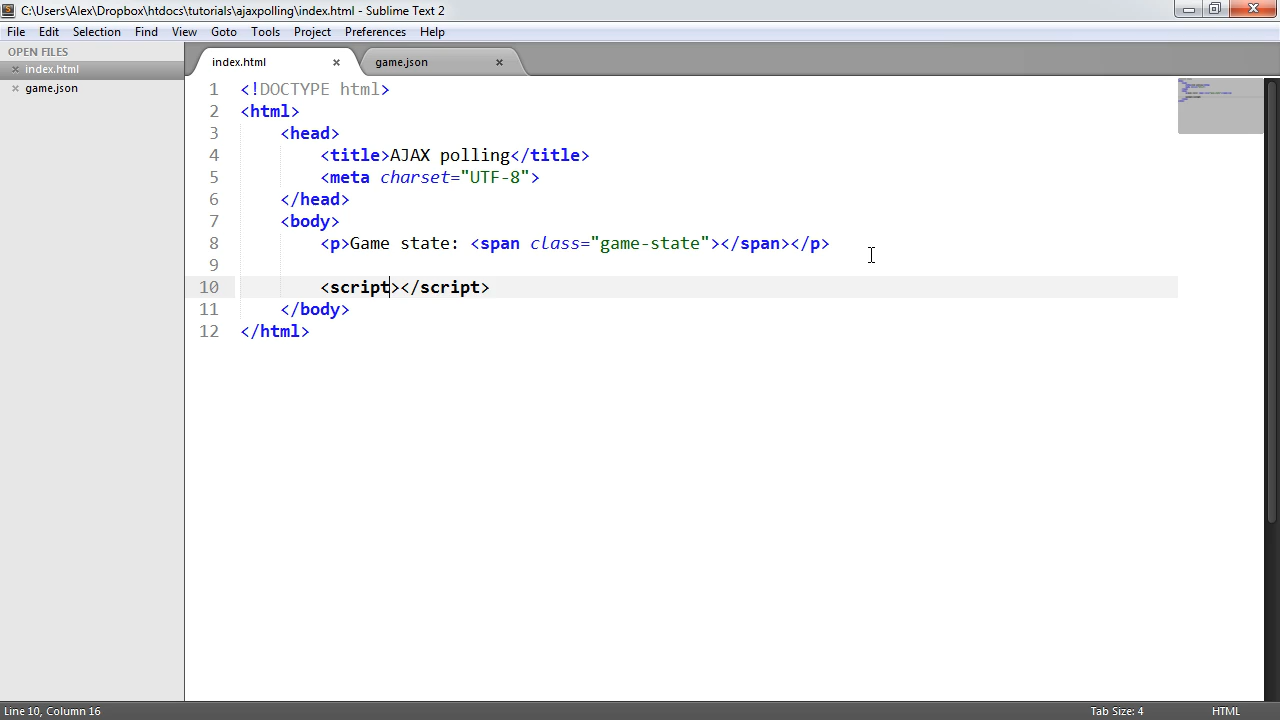 C:\Users\Alex\Dropbox\htdocs\tutorials\ajaxpolling\index.html - Sublime Text 2
File Edit Selection Find View Goto Tools Project Preferences Help
OPEN FILES
index.html
game.json
index.html game.json
1 <!DOCTYPE html>
2 <html>
3 <head>
4 <title>AJAX polling</title>
5 <meta charset="UTF-8">
6 </head>
7 <body>
8 <p>Game state: <span class="game-state"></span></p>
9
10 <script></script>
11 </body>
12 </html>
Line 10, Column 16 Tab Size: 4 HTML